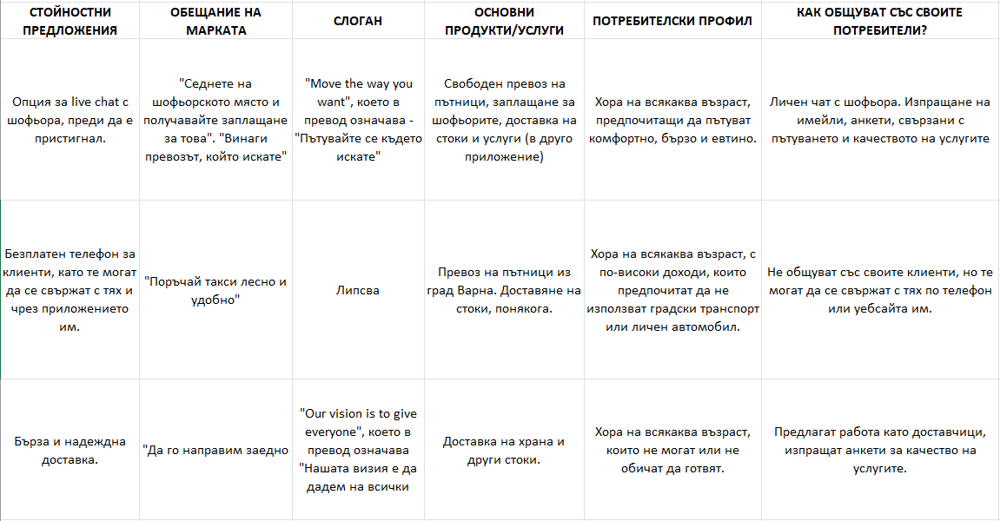 СТОЙНОСТНИ
ПРЕДЛОЖЕНИЯ
ОБЕЩАНИЕ НА
МАРКАТА
СЛОГАН
ОСНОВНИ
ПРОДУКТИ/УСЛУГИ
ПОТРЕБИТЕЛСКИ ПРОФИЛ
КАК ОБЩУВАТ СЪС СВОИТЕ
ПОТРЕБИТЕЛИ?
Опция за live chat с
шофьора, преди да е
пристигнал.
"Седнете на
шофьорското място и
получавайте заплащане
за това". "Винаги
превозът, който искате"
"Move the way you
want", което в
превод означава -
"Пътувайте се където
искате"
Свободен превоз на
пътници, заплащане за
шофьорите, доставка на
стоки и услуги (в друго
приложение)
Хора на всякаква възраст,
предпочитащи да пътуват
комфортно, бързо и евтино.
Личен чат с шофьора. Изпращане на
имейли, анкети, свързани с
пътуването и качеството на услугите
Безплатен телефон за
клиенти, като те могат
да се свържат с тях и
чрез приложението
им.
"Поръчай такси лесно и
удобно"
Липсва
Превоз на пътници из
град Варна. Доставяне на
стоки, понякога.
Хора на всякаква възраст, с
по-високи доходи, които
предпочитат да не
използват градски транспорт
или личен автомобил.
Не общуват със своите клиенти, но те
могат да се свържат с тях по телефон
или уебсайта им.
Бърза и надеждна
доставка.
"Да го направим заедно
"Our vision is to give
everyone", което в
превод означава
"Нашата визия е да
дадем на всички
Доставка на храна и
други стоки.
Хора на всякаква възраст,
които не могат или не
обичат да готвят.
Предлагат работа като доставчици,
изпращат анкети за качество на
услугите.